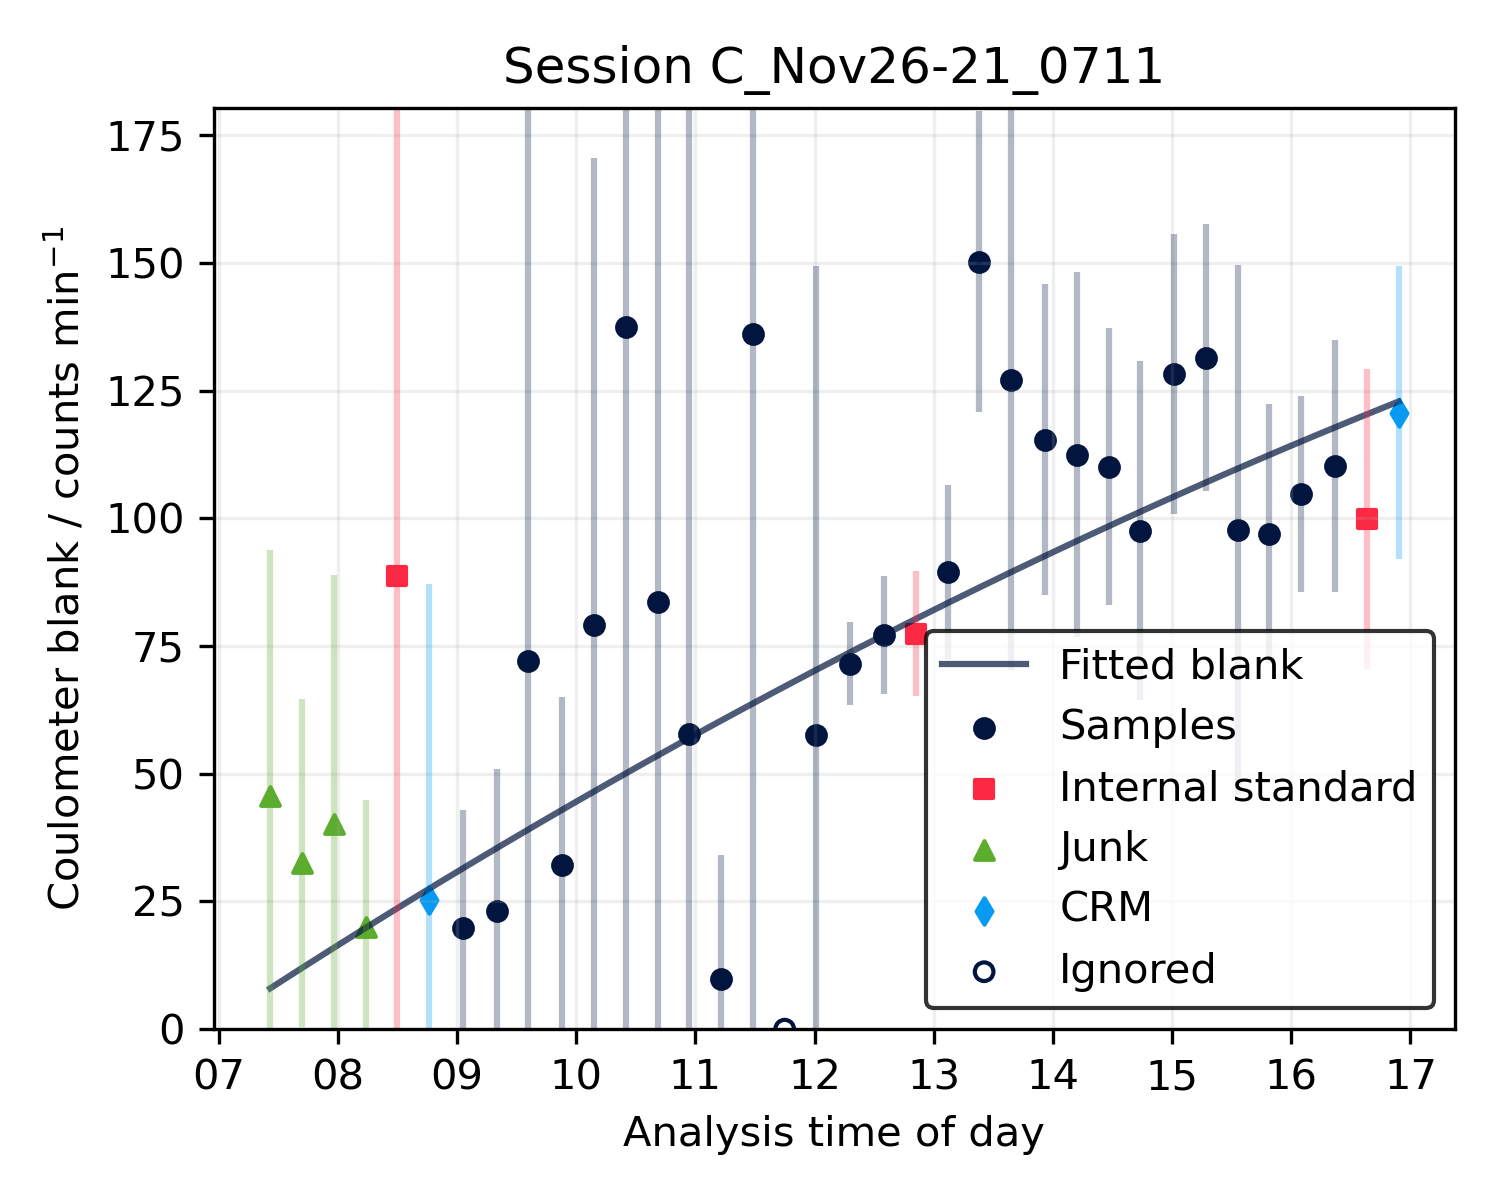 Session C_Nov26-21_0711
Coulometer blank / counts min⁻¹
175
150
125
100
75
50
25
0
07 08 09 10 11 12 13 14 15 16 17
Analysis time of day
Fitted blank
Samples
Internal standard
Junk
CRM
Ignored